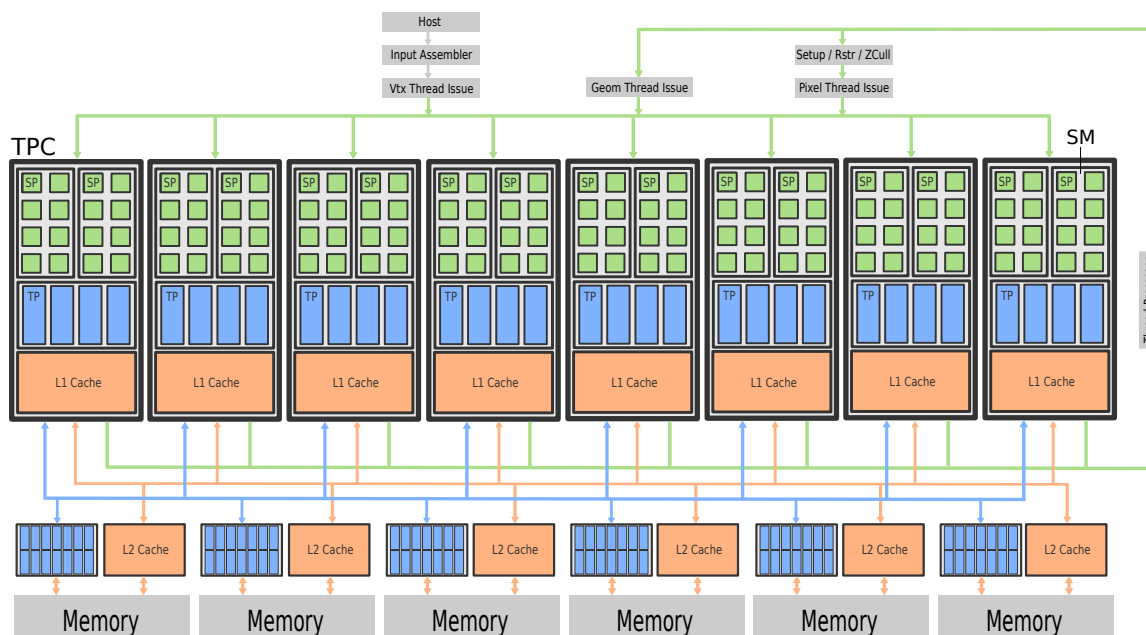 Host
Input Assembler
Setup / Rstr / ZCull
Vtx Thread Issue
Geom Thread Issue
Pixel Thread Issue
TPC
SM
SP SP SP SP SP SP SP SP SP SP SP SP SP SP SP SP
TP TP TP TP TP TP TP TP
L1 Cache L1 Cache L1 Cache L1 Cache L1 Cache L1 Cache L1 Cache L1 Cache
L2 Cache L2 Cache L2 Cache L2 Cache L2 Cache L2 Cache
Memory Memory Memory Memory Memory Memory